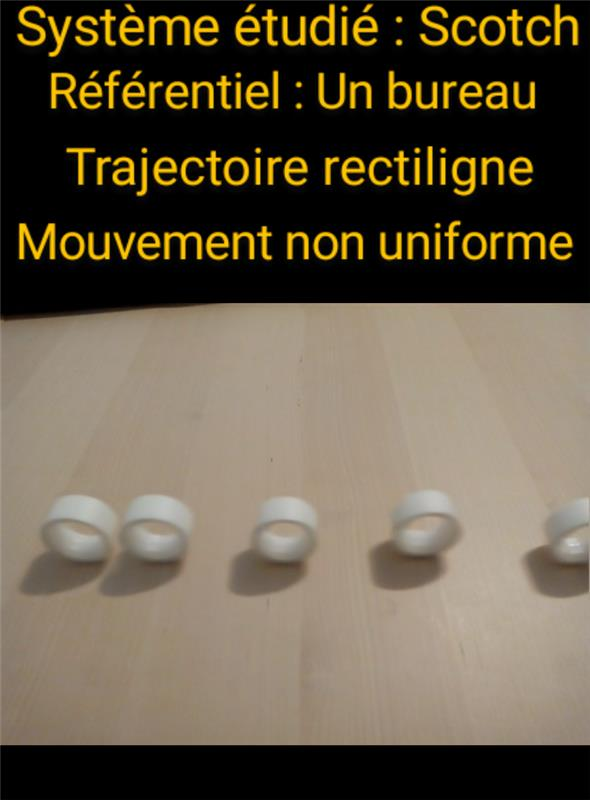 Système étudié : Scotch
Référentiel : Un bureau
Trajectoire rectiligne
Mouvement non uniforme